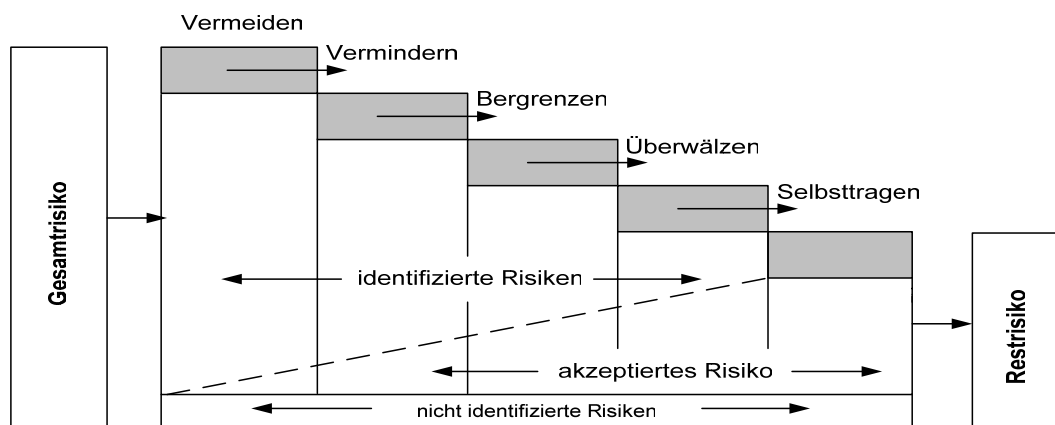 Vermeiden
Vermindern
Bergrenzen
Überwälzen
Selbsttragen
Gesamtrisiko
identifizierte Risiken
akzeptiertes Risiko
nicht identifizierte Risiken
Restrisiko